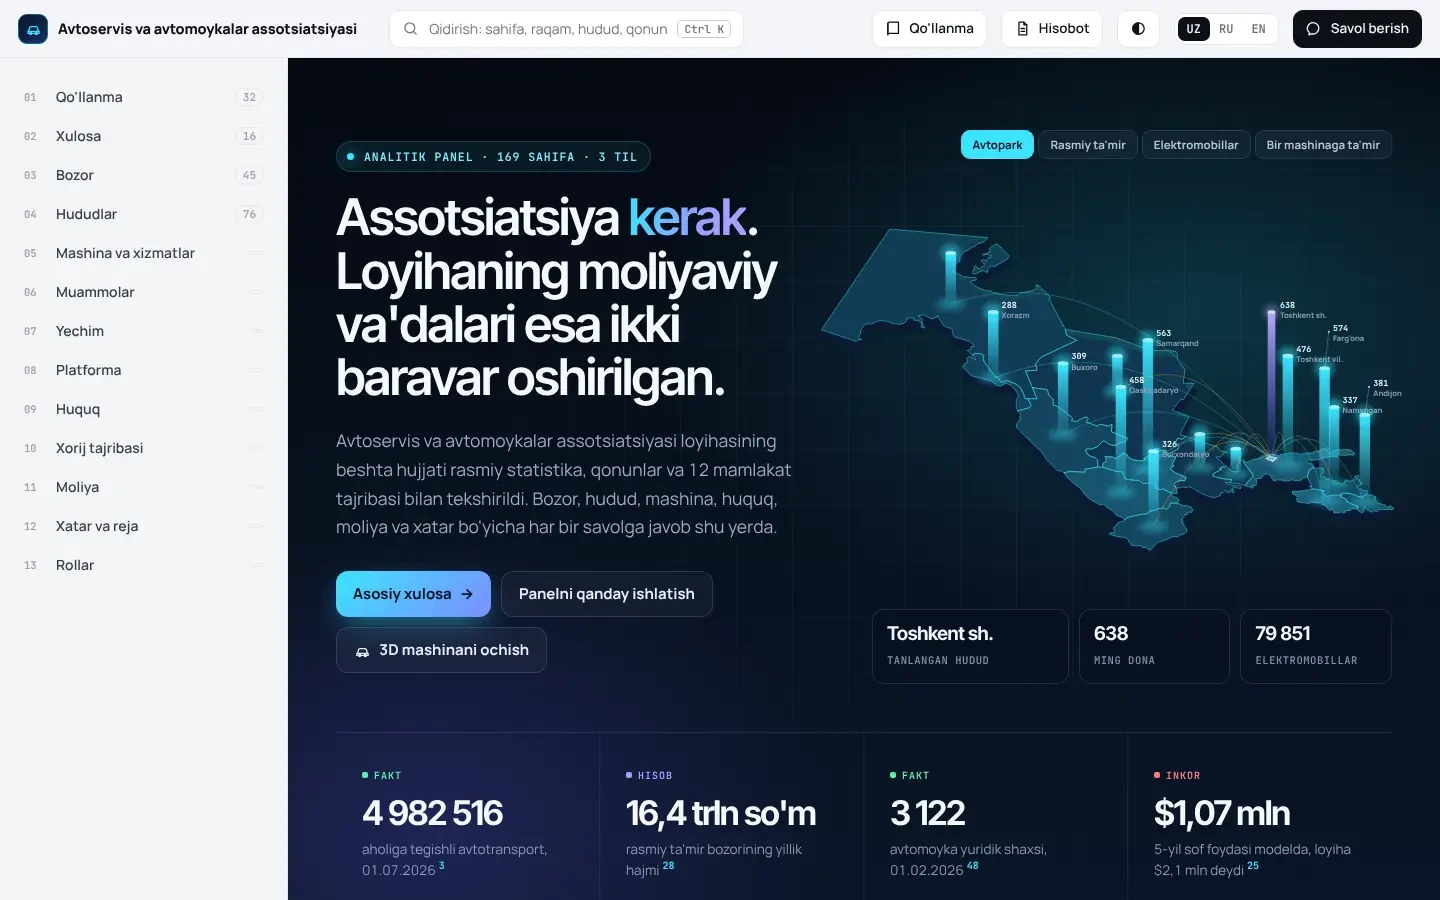 Avtoservis va avtomoykalar assotsiatsiyasi
Qidirish: sahifa, raqam, hudud, qonun
Ctrl K
Qo'llanma
Hisobot
UZ
RU
EN
Savol berish
01 Qo'llanma 32
02 Xulosa 16
03 Bozor 45
04 Hududlar 76
05 Mashina va xizmatlar
06 Muammolar
07 Yechim
08 Platforma
09 Huquq
10 Xorij tajribasi
11 Moliya
12 Xatar va reja
13 Rollar
ANALITIK PANEL · 169 SAHIFA · 3 TIL
Assotsiatsiya kerak.
Loyihaning moliyaviy
va'dalari esa ikki
baravar oshirilgan.
Avtoservis va avtomoykalar assotsiatsiyasi loyihasining
beshta hujjati rasmiy statistika, qonunlar va 12 mamlakat
tajribasi bilan tekshirildi. Bozor, hudud, mashina, huquq,
moliya va xatar bo'yicha har bir savolga javob shu yerda.
Asosiy xulosa →
Panelni qanday ishlatish
3D mashinani ochish
Avtopark
Rasmiy ta'mir
Elektromobillar
Bir mashinaga ta'mir
288
Xorazm
309
Buxoro
563
Samarqand
458
Qashqadaryo
326
Surxondaryo
638
Toshkent sh.
476
Toshkent vil.
574
Farg'ona
337
Namangan
381
Andijon
Toshkent sh.
TANLANGAN HUDUD
638
MING DONA
79 851
ELEKTROMOBILLAR
FAKT
4 982 516
aholiga tegishli avtotransport,
01.07.2026 3
HISOB
16,4 trln so'm
rasmiy ta'mir bozorining yillik
hajmi 28
FAKT
3 122
avtomoyka yuridik shaxsi,
01.02.2026 48
INKOR
$1,07 mln
5-yil sof foydasi modelda, loyiha
$2,1 mln deydi 25